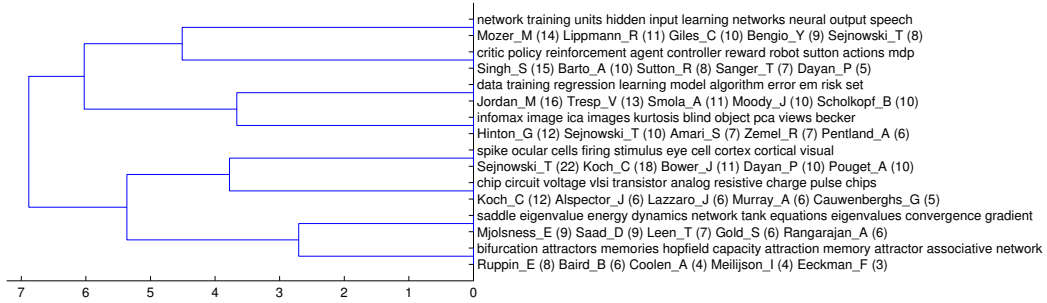 network training units hidden input learning networks neural output speech
Mozer_M (14) Lippmann_R (11) Giles_C (10) Bengio_Y (9) Sejnowski_T (8)
critic policy reinforcement agent controller reward robot sutton actions mdp
Singh_S (15) Barto_A (10) Sutton_R (8) Sanger_T (7) Dayan_P (5)
data training regression learning model algorithm error em risk set
Jordan_M (16) Tresp_V (13) Smola_A (11) Moody_J (10) Scholkopf_B (10)
infomax image ica images kurtosis blind object pca views becker
Hinton_G (12) Sejnowski_T (10) Amari_S (7) Zemel_R (7) Pentland_A (6)
spike ocular cells firing stimulus eye cell cortex cortical visual
Sejnowski_T (22) Koch_C (18) Bower_J (11) Dayan_P (10) Pouget_A (10)
chip circuit voltage vlsi transistor analog resistive charge pulse chips
Koch_C (12) Alspector_J (6) Lazzaro_J (6) Murray_A (6) Cauwenberghs_G (5)
saddle eigenvalue energy dynamics network tank equations eigenvalues convergence gradient
Mjolsness_E (9) Saad_D (9) Leen_T (7) Gold_S (6) Rangarajan_A (6)
bifurcation attractors memories hopfield capacity attraction memory attractor associative network
Ruppin_E (8) Baird_B (6) Coolen_A (4) Meilijson_I (4) Eeckman_F (3)
7 6 5 4 3 2 1 0